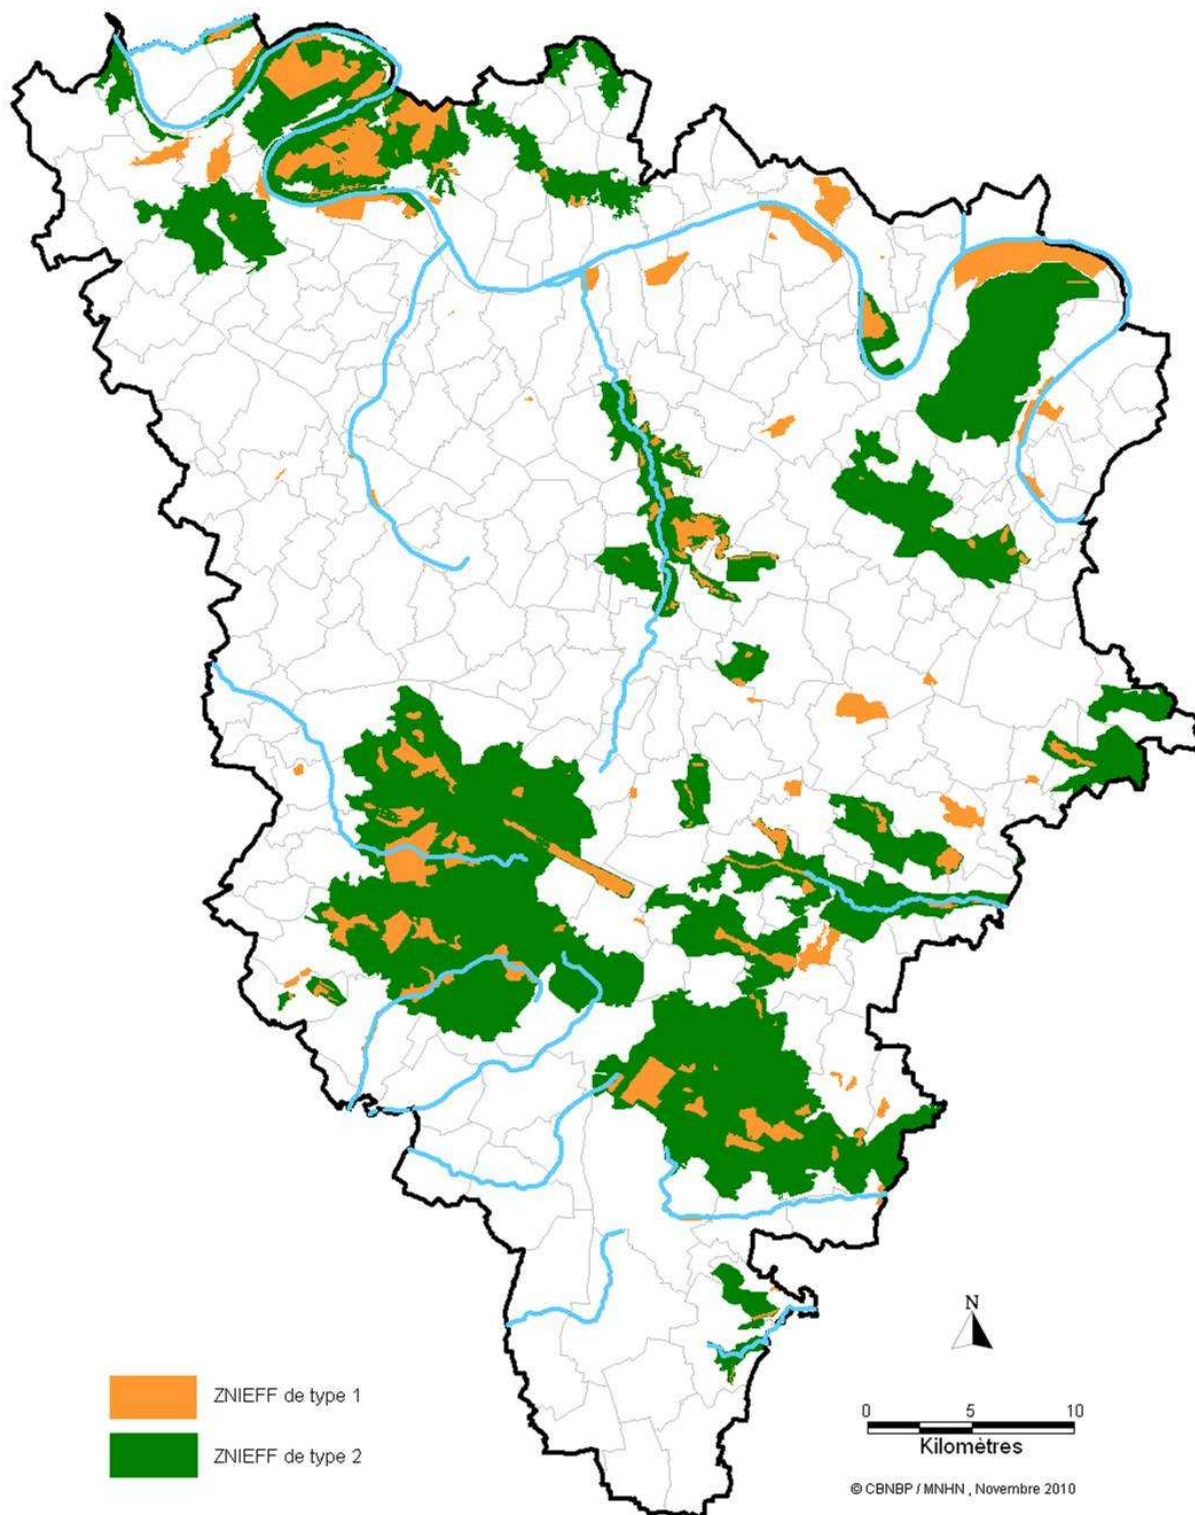 N
ZNIEFF de type 1
ZNIEFF de type 2
0 5 10
Kilomètres
© CBNBP / MNHN , Novembre 2010